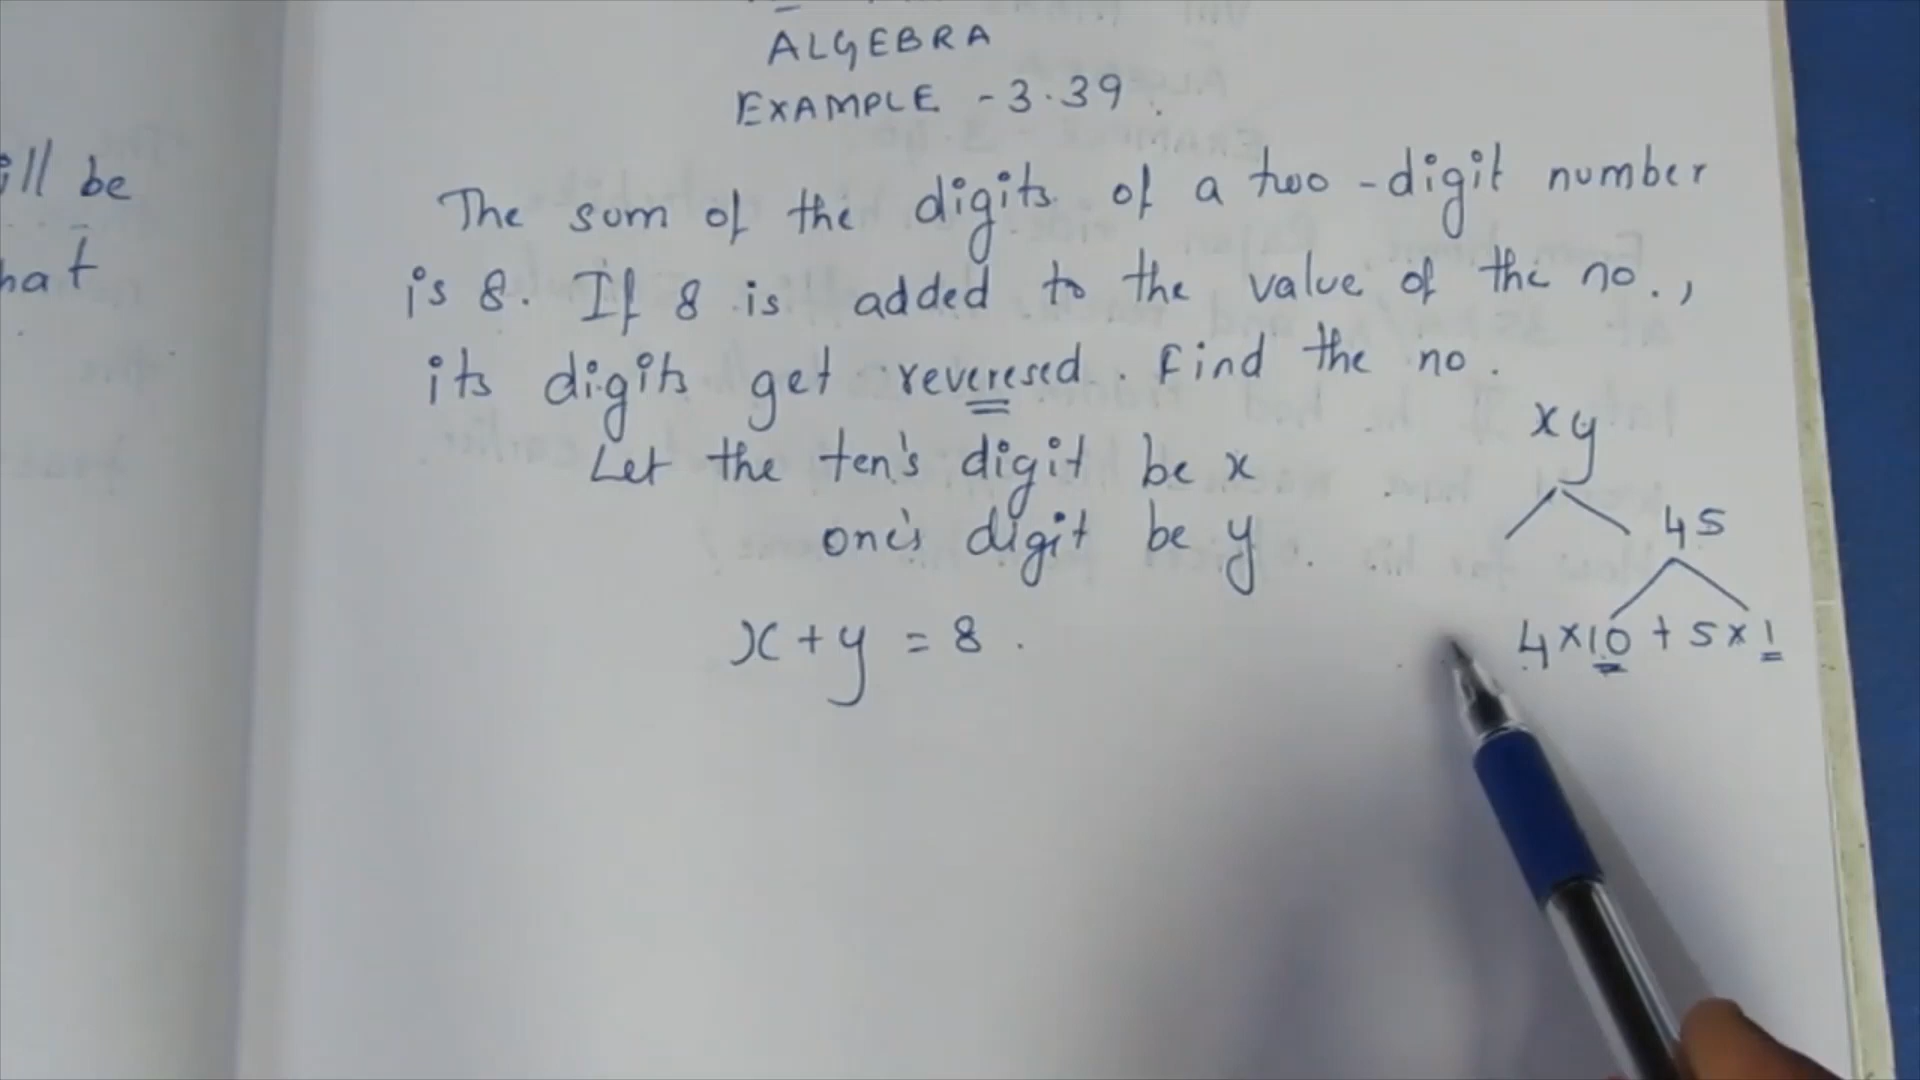 ALGEBRA
EXAMPLE - 3.39.
ill be
The sum of the digits of a two-digit number
hat
is 8. If 8 is added to the value of the no.,
its digits get reveresed. Find the no.
xy
Let the ten's digit be x
one's digit be y.
45
x + y = 8.
4×10 + 5×1